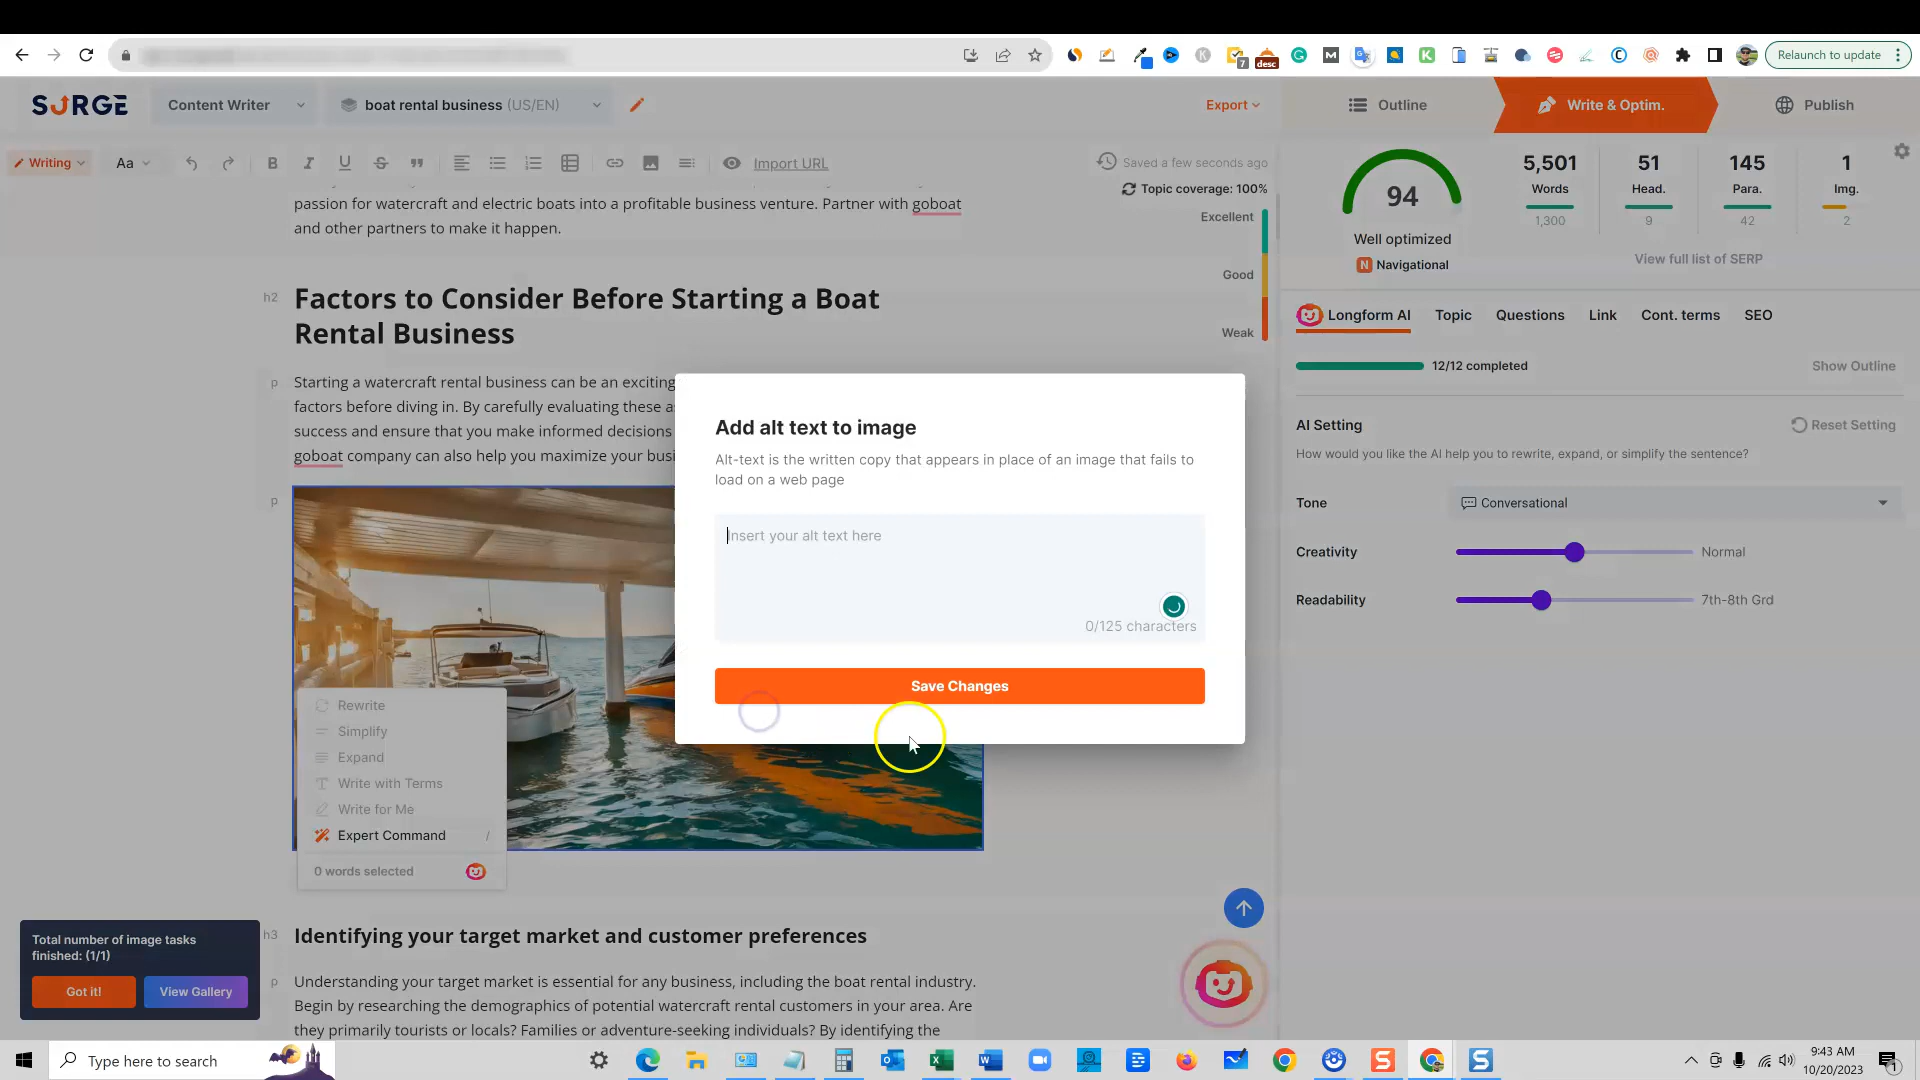 Relaunch to update
desc
7
SURGE
Content Writer
boat rental business (US/EN)
Export
Outline
Write & Optim.
Publish
Writing
Aa
Import URL
Saved a few seconds ago
Topic coverage: 100%
Excellent
Good
Weak
passion for watercraft and electric boats into a profitable business venture. Partner with goboat
and other partners to make it happen.
h2
Factors to Consider Before Starting a Boat
Rental Business
p
Starting a watercraft rental business can be an exciting
factors before diving in. By carefully evaluating these
success and ensure that you make informed decisions
goboat company can also help you maximize your
p
Add alt text to image
Alt-text is the written copy that appears in place of an image that fails to
load on a web page
Insert your alt text here
0/125 characters
Save Changes
Rewrite
Simplify
Expand
Write with Terms
Write for Me
Expert Command /
0 words selected
h3
Identifying your target market and customer preferences
p
Understanding your target market is essential for any business, including the boat rental industry.
Begin by researching the demographics of potential watercraft rental customers in your area. Are
they primarily tourists or locals? Families or adventure-seeking individuals? By identifying the
Total number of image tasks
finished: (1/1)
Got it!
View Gallery
94
Well optimized
N Navigational
5,501
Words
1,300
51
Head.
9
145
Para.
42
1
Img.
2
View full list of SERP
Longform AI
Topic
Questions
Link
Cont. terms
SEO
12/12 completed
Show Outline
AI Setting
Reset Setting
How would you like the AI help you to rewrite, expand, or simplify the sentence?
Tone
Conversational
Creativity
Normal
Readability
7th-8th Grd
Type here to search
9:43 AM
10/20/2023